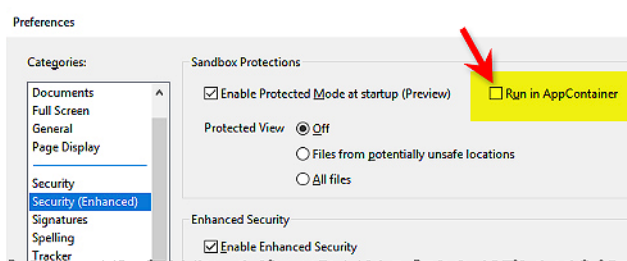 Preferences
Categories:
Documents
Full Screen
General
Page Display
Security
Security (Enhanced)
Signatures
Spelling
Tracker
Sandbox Protections
Enable Protected Mode at startup (Preview)
Run in AppContainer
Protected View
Off
Files from potentially unsafe locations
All files
Enhanced Security
Enable Enhanced Security